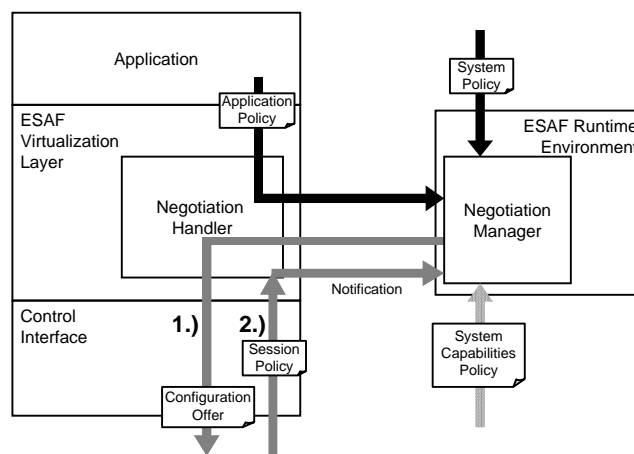 Application
System
Policy
Application
Policy
ESAF
Virtualization
Layer
ESAF Runtime
Environment
Negotiation
Handler
Negotiation
Manager
Notification
Control
Interface
1.)
2.)
Session
Policy
System
Capabilities
Policy
Configuration
Offer